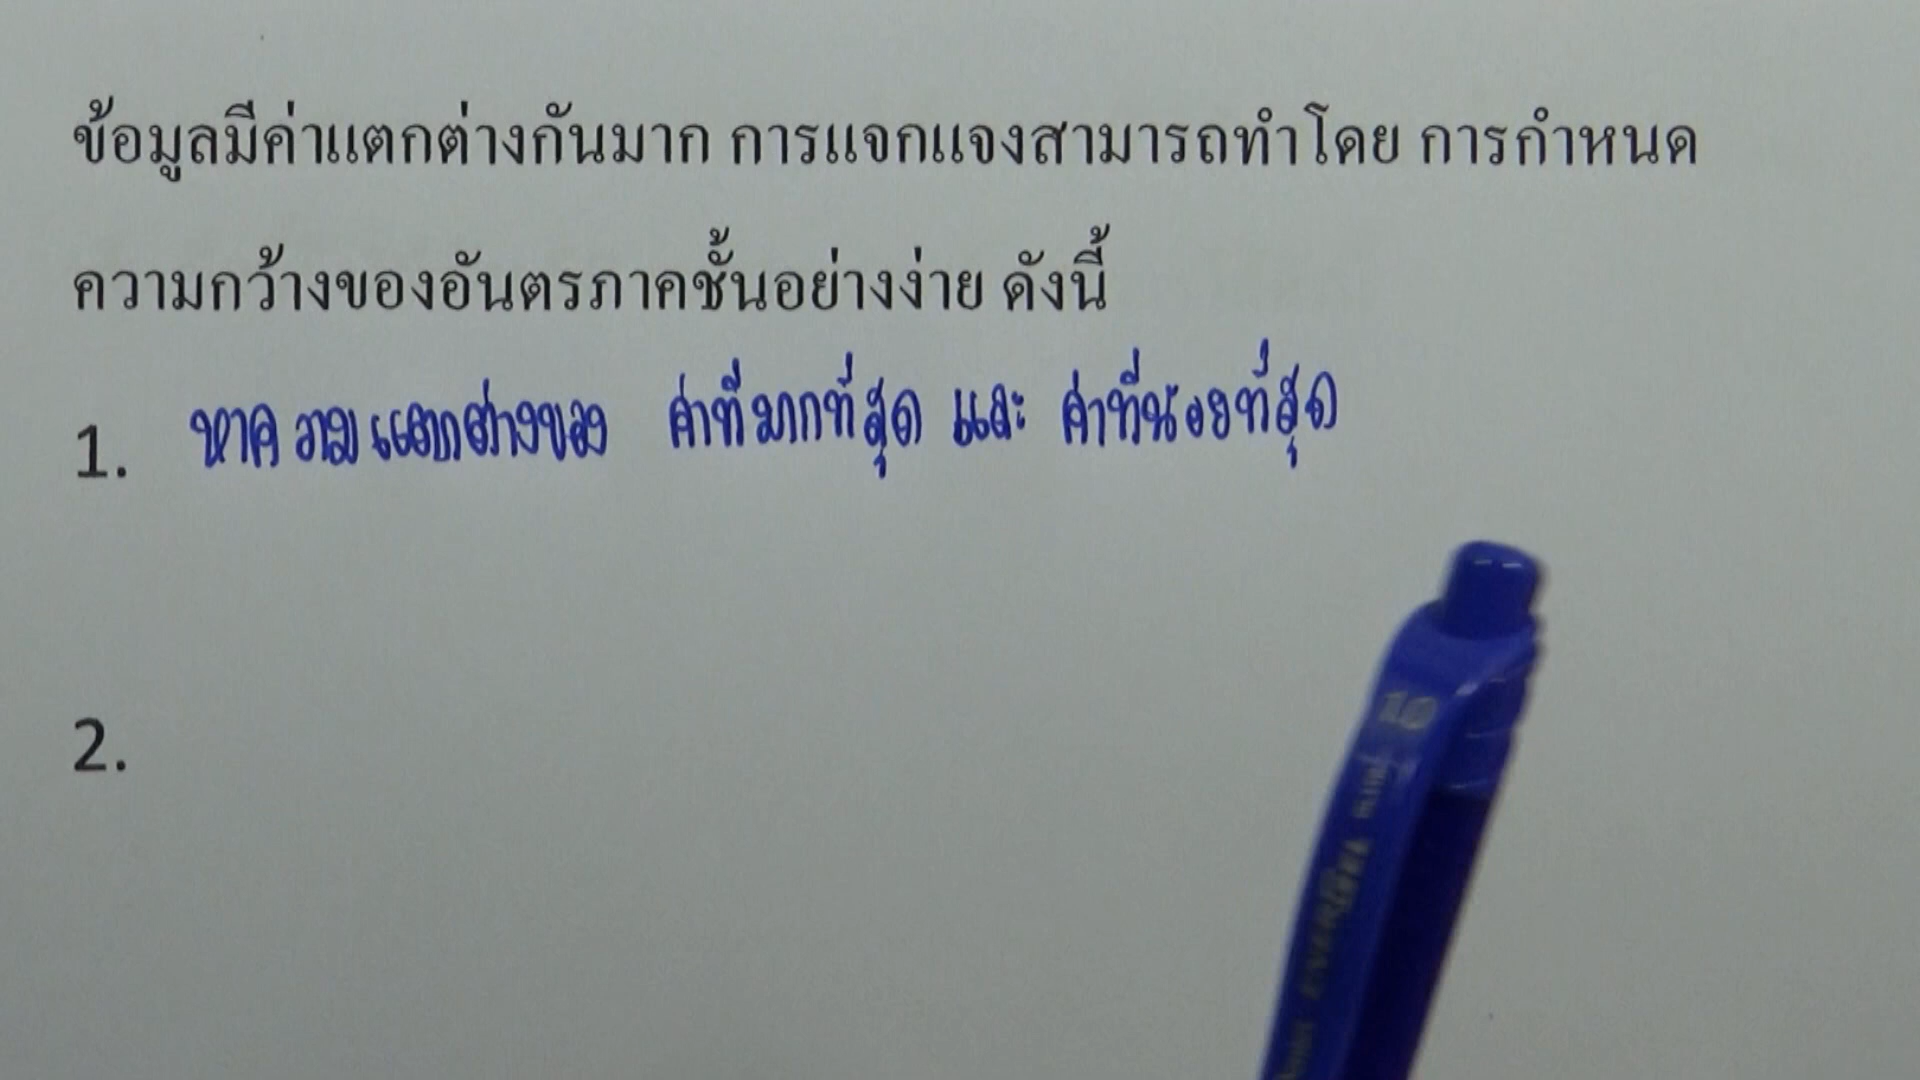 ข้อมูลมีค่าแตกต่างกันมาก การแจกแจงสามารถทำโดย การกำหนด
ความกว้างของอันตรภาคชั้นอย่างง่าย ดังนี้
1. หาความแตกต่างของ ค่าที่มากที่สุด และ ค่าที่น้อยที่สุด
2.
1.0